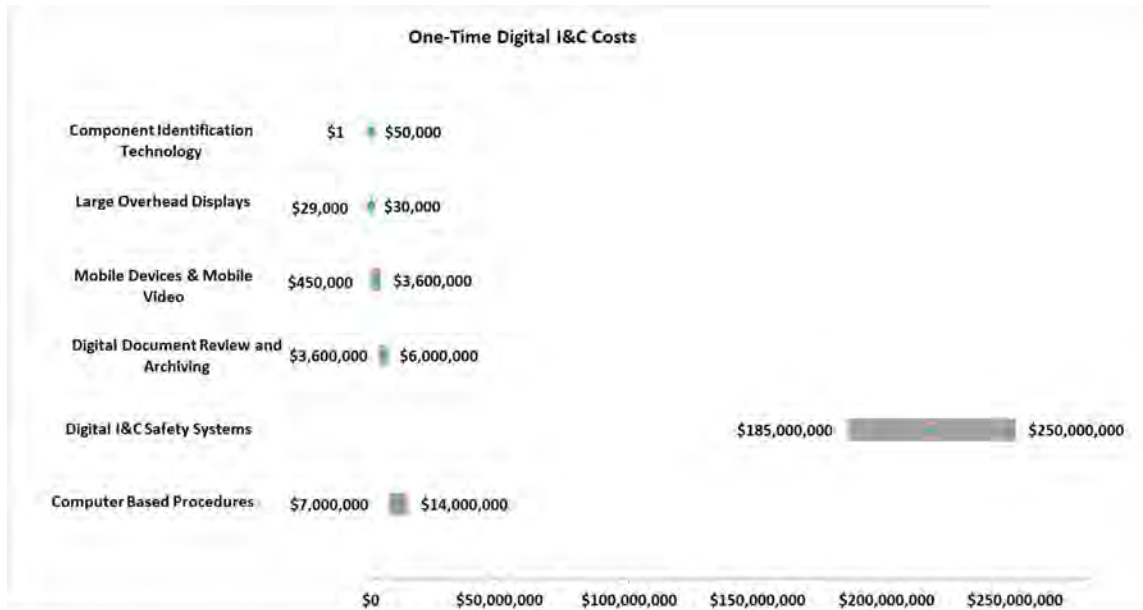 One-Time Digital I&C Costs
Component Identification
Technology
$1
$50,000
Large Overhead Displays
$29,000
$30,000
Mobile Devices & Mobile
Video
$450,000
$3,600,000
Digital Document Review and
Archiving
$3,600,000
$6,000,000
Digital I&C Safety Systems
$185,000,000
$250,000,000
Computer Based Procedures
$7,000,000
$14,000,000
$0 $50,000,000 $100,000,000 $150,000,000 $200,000,000 $250,000,000